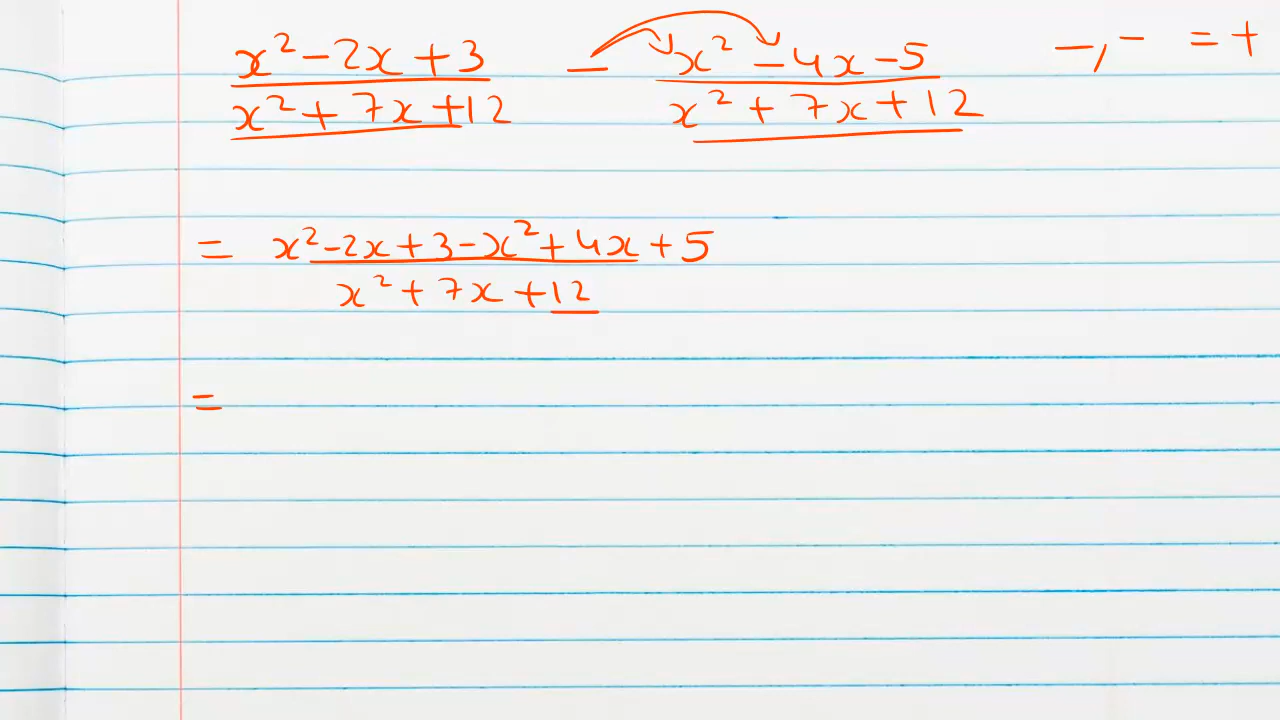 x² - 2x + 3 - x² - 4x - 5 -, - = +
x² + 7x + 12 x² + 7x + 12
= x² - 2x + 3 - x² + 4x + 5
x² + 7x + 12
=